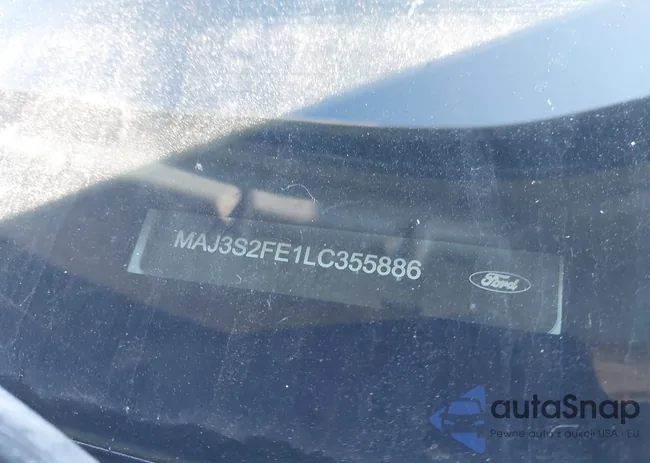 MAJ3S2FE1LC355886
Ford
autaSnap
Pewne auta z aukcji USA - EU